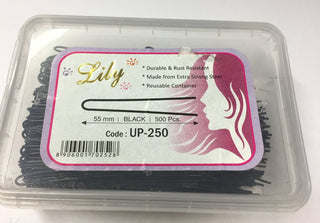 Lily
• Durable & Rust Resistant
• Made from Extra Strong Steel
• Reusable Container
55 mm | BLACK | 500 Pcs.
Code : UP-250
8906001702528